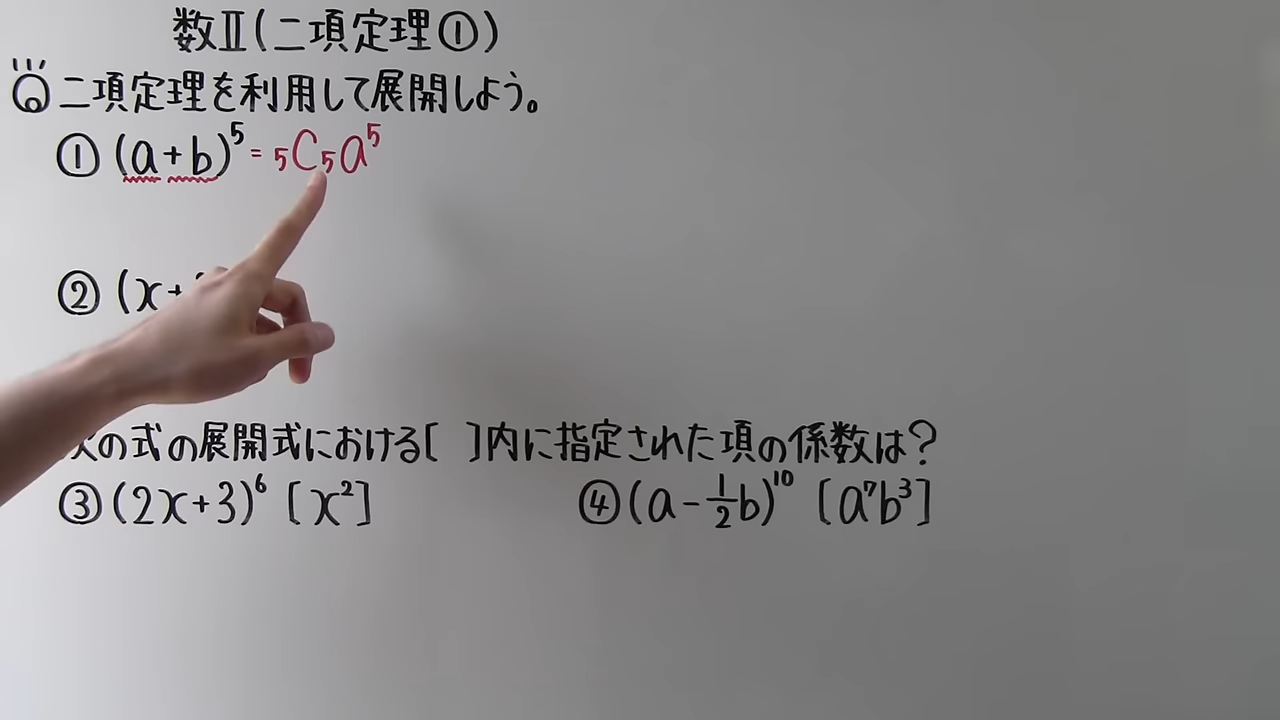 数Ⅱ(二項定理①)
Q 二項定理を利用して展開しよう。
① (a+b)⁵ = ₅C₅a⁵
② (x+
の式の展開式における[ ]内に指定された項の係数は?
③ (2x+3)⁶ [x²]
④ (a-1/2b)¹⁰ [a⁷b³]